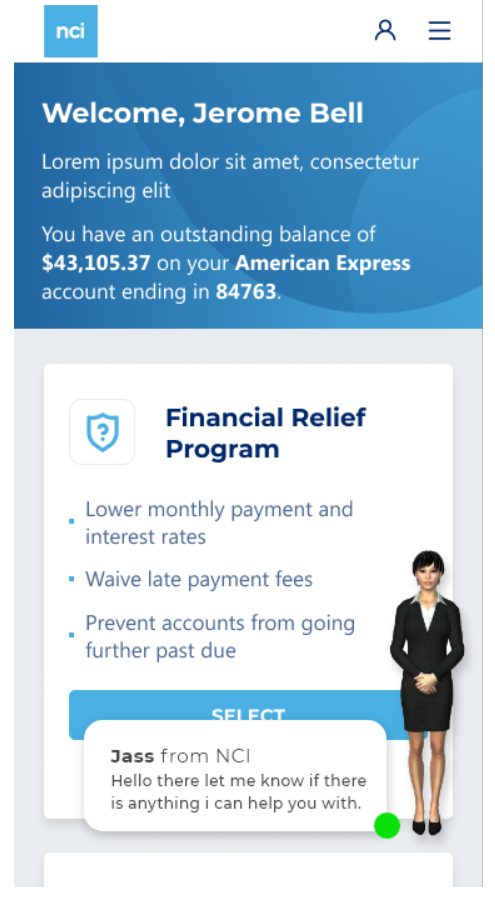 nci
Welcome, Jerome Bell
Lorem ipsum dolor sit amet, consectetur
adipiscing elit
You have an outstanding balance of
$43,105.37 on your American Express
account ending in 84763.
Financial Relief
Program
Lower monthly payment and
interest rates
Waive late payment fees
Prevent accounts from going
further past due
SELECT
Jass from NCI
Hello there let me know if there
is anything i can help you with.